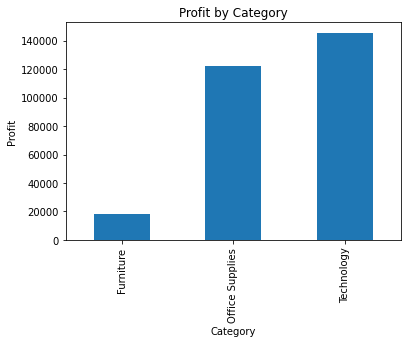 Profit by Category
140000
120000
100000
80000
60000
40000
20000
0
Profit
Furniture
Office Supplies
Technology
Category